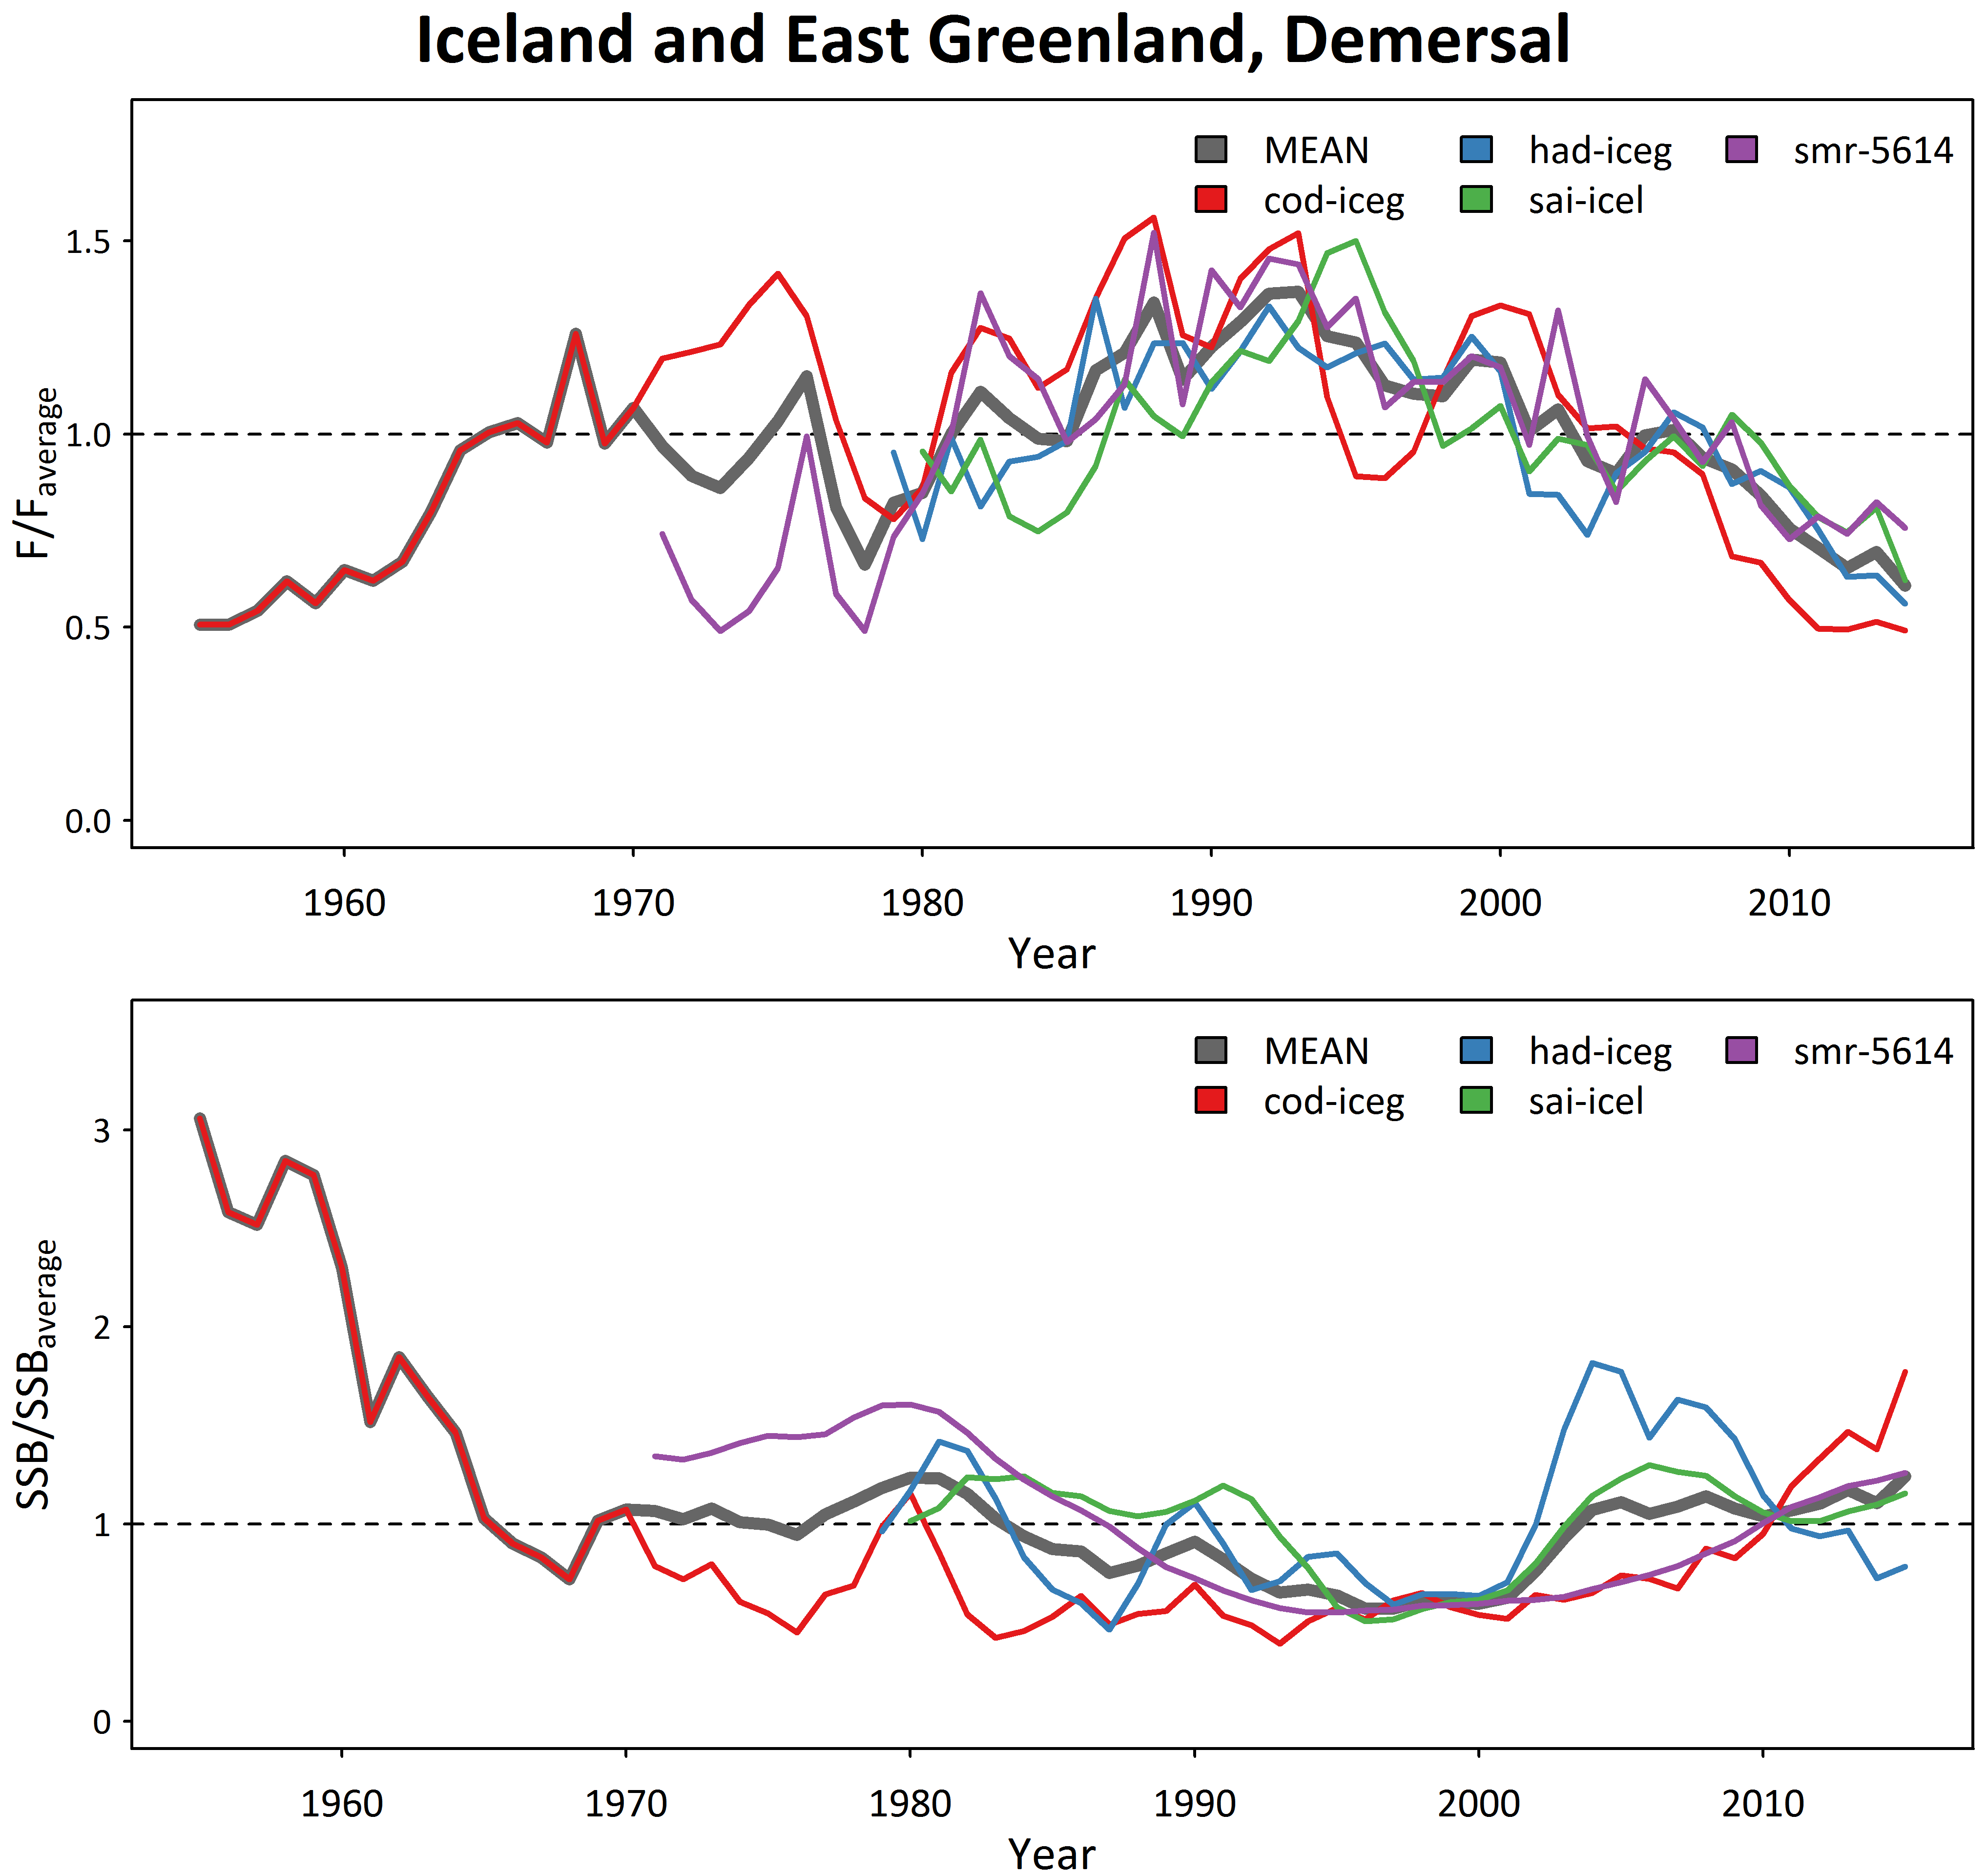 Iceland and East Greenland, Demersal
MEAN had-iceg smr-5614
cod-iceg sai-icel
1.5
1.0
0.5
0.0
F/Faverage
1960 1970 1980 1990 2000 2010
Year
MEAN had-iceg smr-5614
cod-iceg sai-icel
3
2
1
0
SSB/SSBaverage
1960 1970 1980 1990 2000 2010
Year